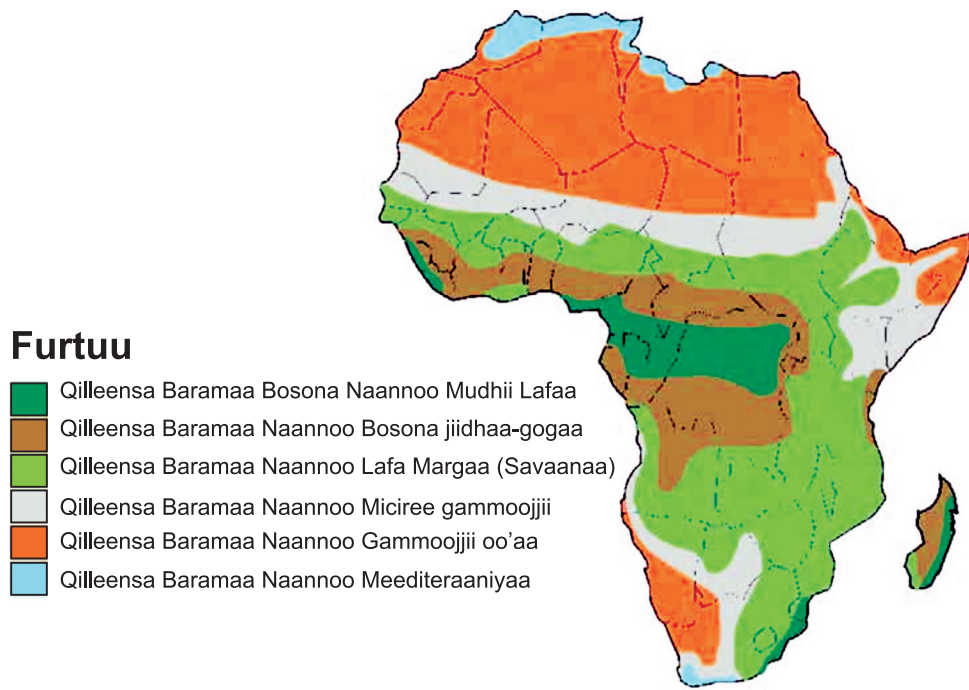 Furtuu
Qilleensa Baramaa Bosona Naannoo Mudhii Lafaa
Qilleensa Baramaa Naannoo Bosona jiidhaa-gogaa
Qilleensa Baramaa Naannoo Lafa Margaa (Savaanaa)
Qilleensa Baramaa Naannoo Miciree gammoojjii
Qilleensa Baramaa Naannoo Gammoojjii oo'aa
Qilleensa Baramaa Naannoo Meediteraaniyaa